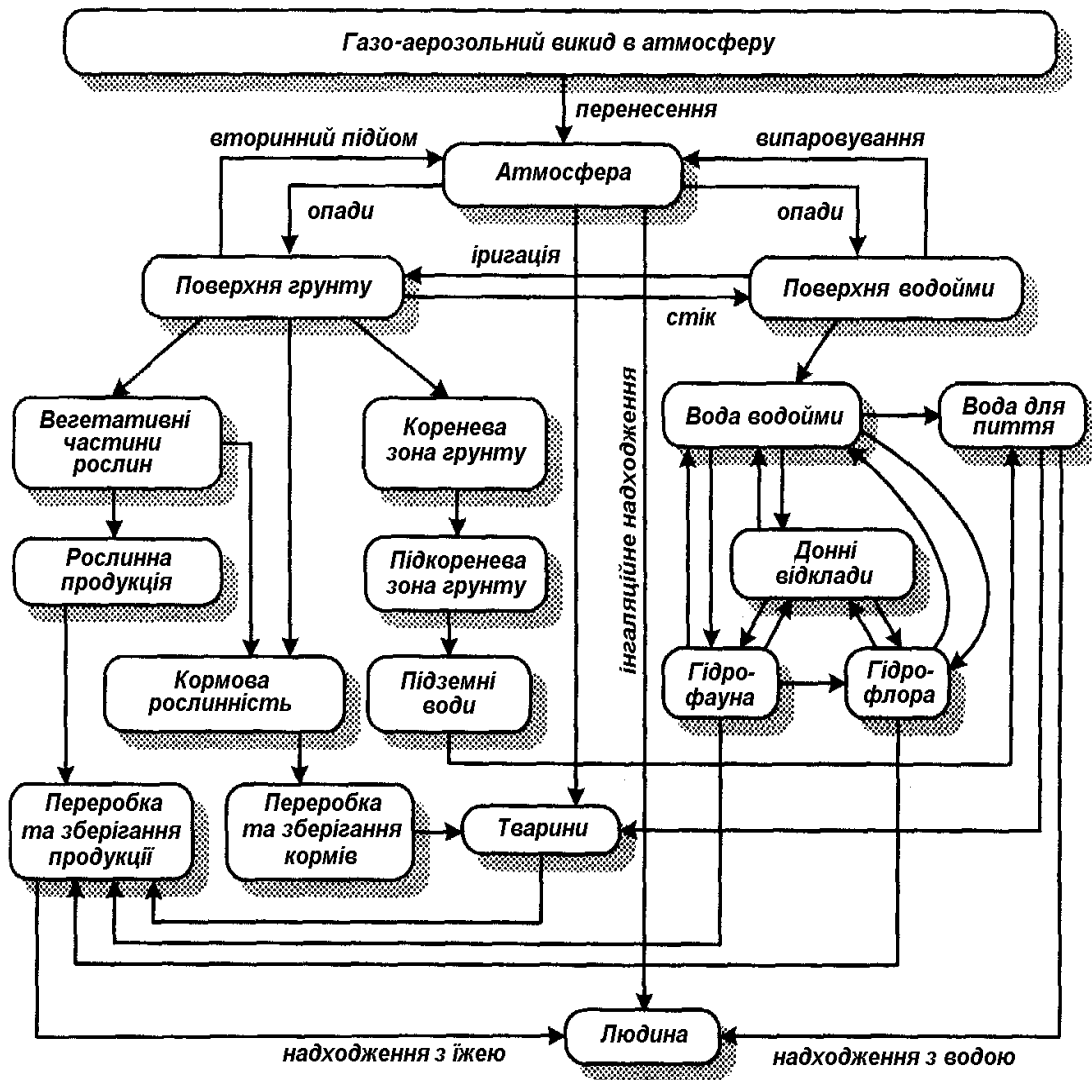 Газо-аерозольний викид в атмосферу
перенесення
вторинний підйом
випаровування
Атмосфера
опади
опади
іригація
Поверхня грунту
Поверхня водойми
стік
інгаляційне надходження
Вегетативні
частини
рослин
Коренева
зона грунту
Вода водойми
Вода для
пиття
Рослинна
продукція
Підкоренева
зона грунту
Донні
відклади
Кормова
рослинність
Підземні
води
Гідро-
фауна
Гідро-
флора
Переробка
та зберігання
продукції
Переробка
та зберігання
кормів
Тварини
Людина
надходження з їжею
надходження з водою